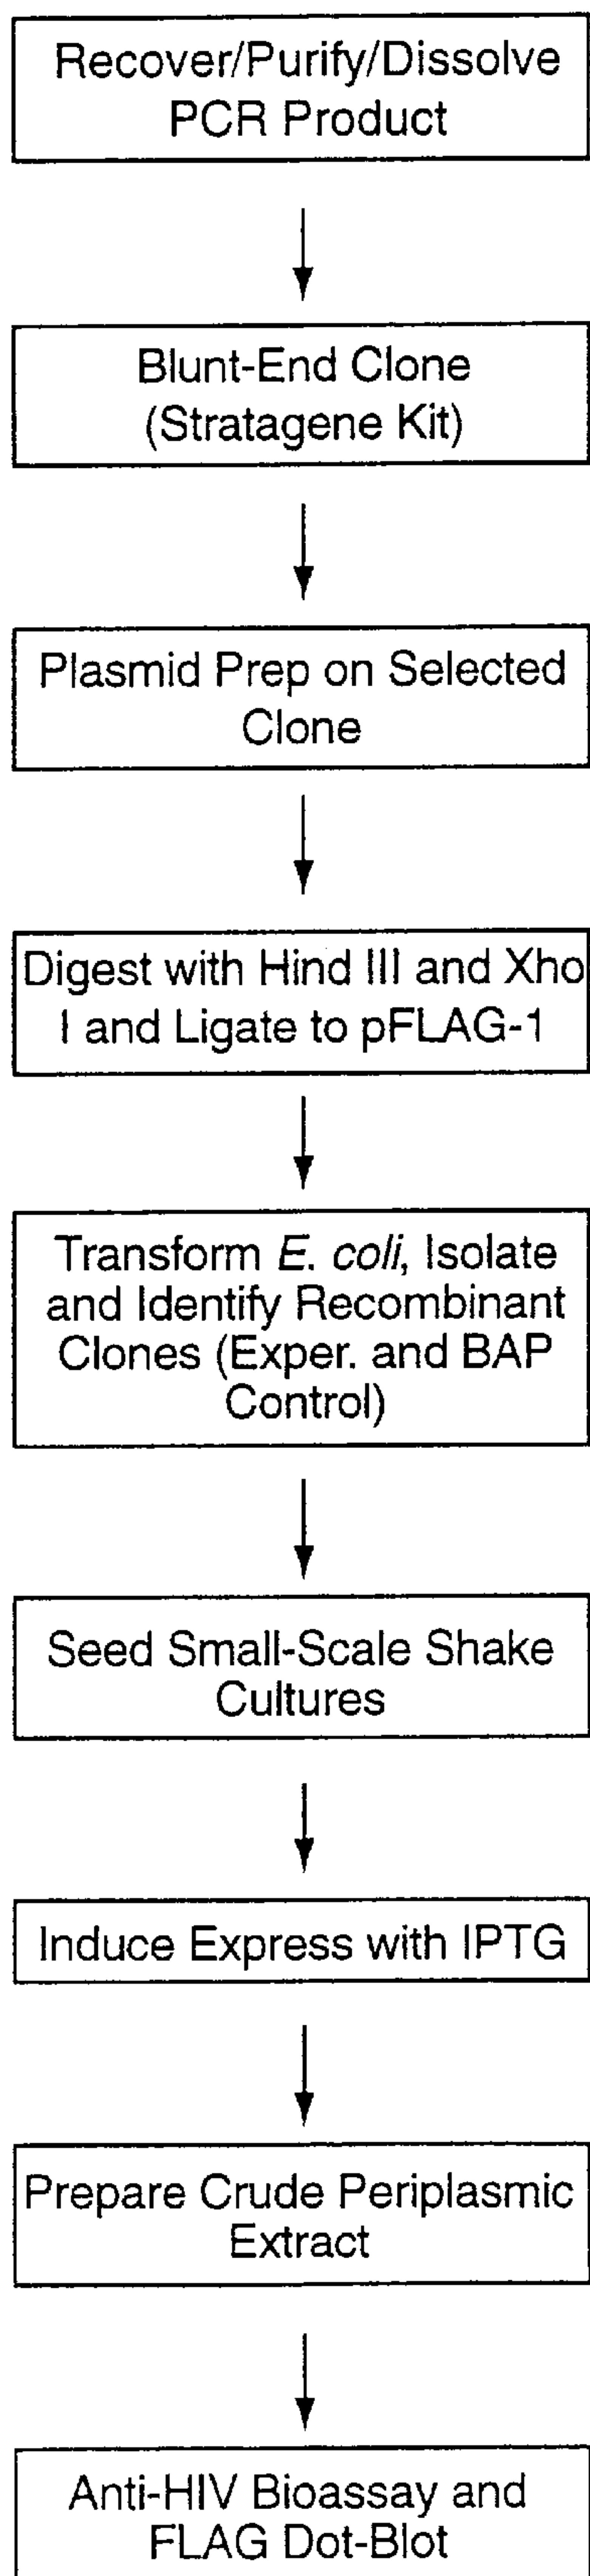 Recover/Purify/Dissolve
PCR Product
Blunt-End Clone
(Stratagene Kit)
Plasmid Prep on Selected
Clone
Digest with Hind III and Xho
I and Ligate to pFLAG-1
Transform E. coli, Isolate
and Identify Recombinant
Clones (Exper. and BAP
Control)
Seed Small-Scale Shake
Cultures
Induce Express with IPTG
Prepare Crude Periplasmic
Extract
Anti-HIV Bioassay and
FLAG Dot-Blot